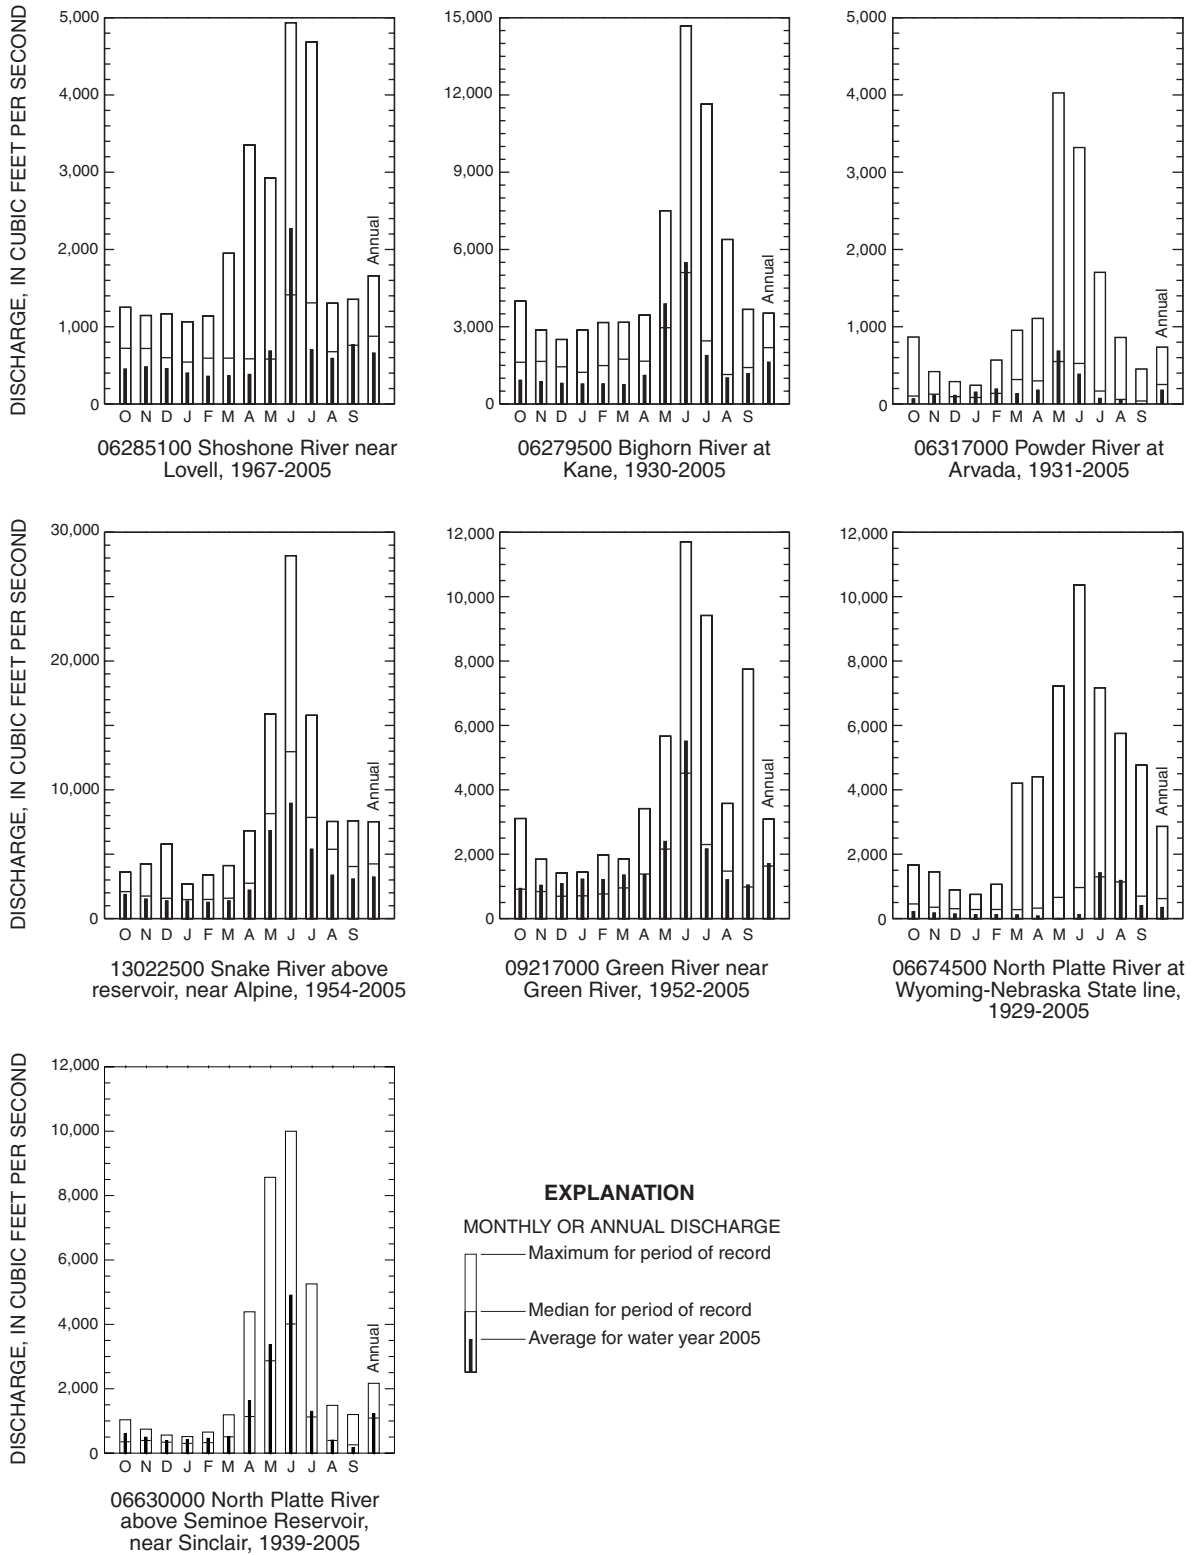 DISCHARGE, IN CUBIC FEET PER SECOND
5,000
4,000
3,000
2,000
1,000
0
O N D J F M A M J J A S
Annual
06285100 Shoshone River near
Lovell, 1967-2005
15,000
12,000
9,000
6,000
3,000
0
O N D J F M A M J J A S
Annual
06279500 Bighorn River at
Kane, 1930-2005
5,000
4,000
3,000
2,000
1,000
0
O N D J F M A M J J A S
Annual
06317000 Powder River at
Arvada, 1931-2005
DISCHARGE, IN CUBIC FEET PER SECOND
30,000
20,000
10,000
0
O N D J F M A M J J A S
Annual
13022500 Snake River above
reservoir, near Alpine, 1954-2005
12,000
10,000
8,000
6,000
4,000
2,000
0
O N D J F M A M J J A S
Annual
09217000 Green River near
Green River, 1952-2005
12,000
10,000
8,000
6,000
4,000
2,000
0
O N D J F M A M J J A S
Annual
06674500 North Platte River at
Wyoming-Nebraska State line,
1929-2005
DISCHARGE, IN CUBIC FEET PER SECOND
12,000
10,000
8,000
6,000
4,000
2,000
0
O N D J F M A M J J A S
Annual
06630000 North Platte River
above Seminoe Reservoir,
near Sinclair, 1939-2005
EXPLANATION
MONTHLY OR ANNUAL DISCHARGE
Maximum for period of record
Median for period of record
Average for water year 2005